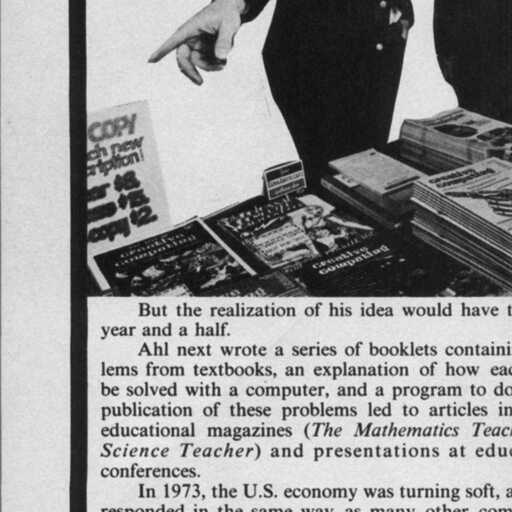 COPY
ch new
cription!
$8.
$15.
copy $2.
creative computing
creative computing
But the realization of his idea would have t
year and a half.
Ahl next wrote a series of booklets containi
lems from textbooks, an explanation of how eac
be solved with a computer, and a program to do
publication of these problems led to articles in
educational magazines (The Mathematics Teac
Science Teacher) and presentations at educ
conferences.
In 1973, the U.S. economy was turning soft, a
responded in the same way as many other com